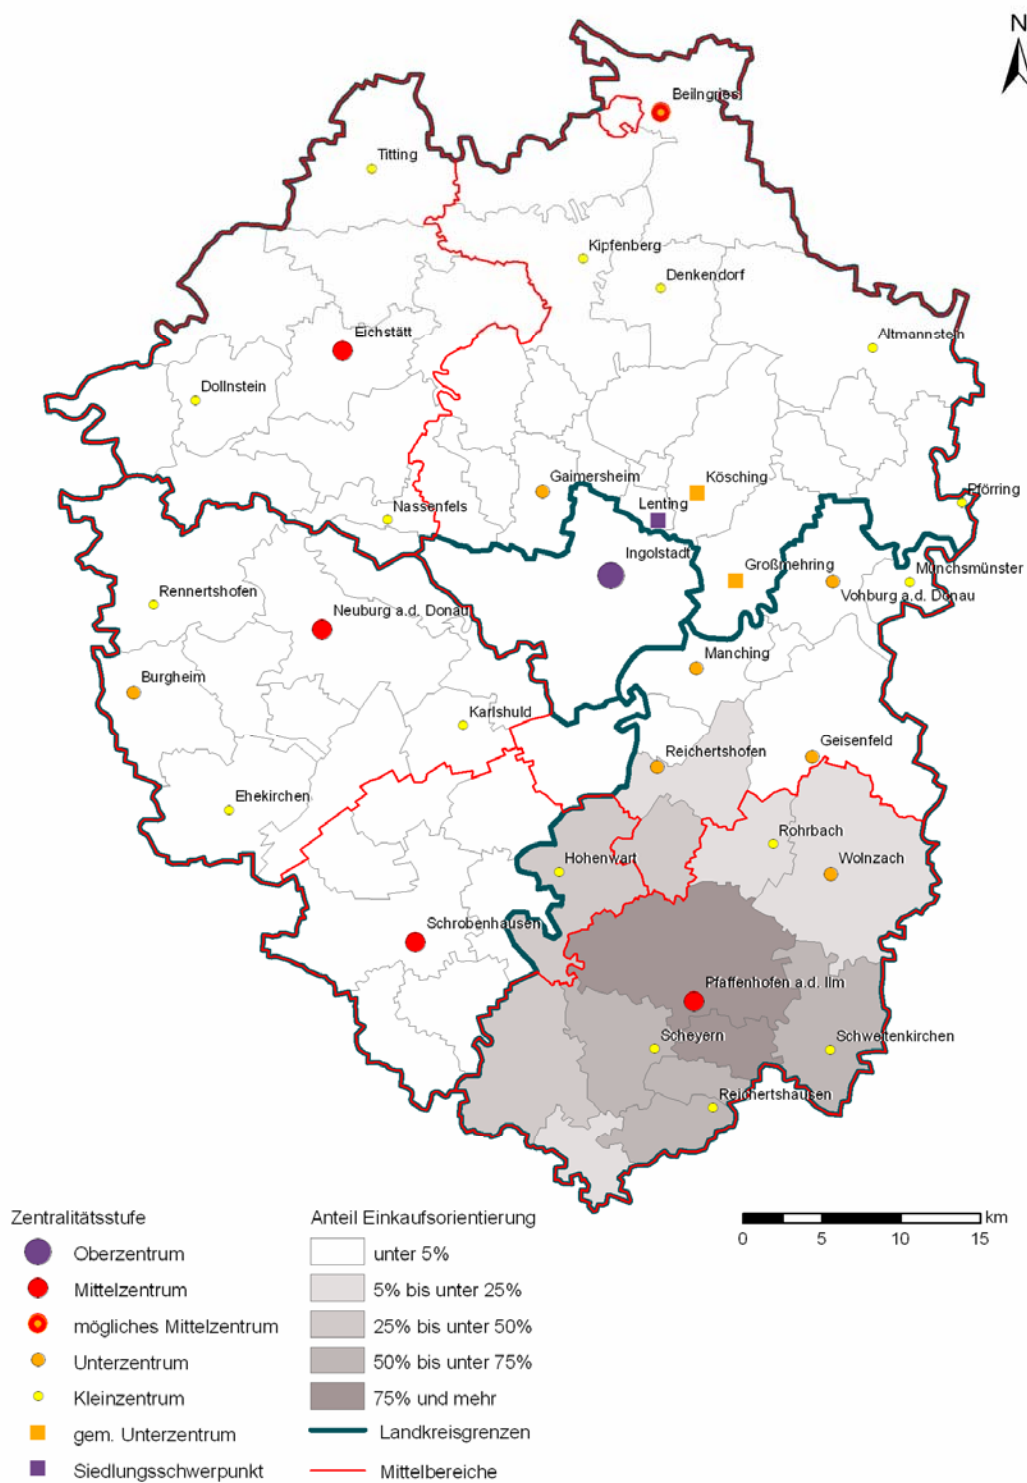 N
Beilngries
Titting
Kipfenberg
Denkendorf
Altmannstein
Eichstätt
Dollnstein
Gaimersheim
Kösching
Lenting
Pförring
Nassenfels
Ingolstadt
Großmehring
Münchsmünster
Vohburg a.d. Donau
Rennertshofen
Neuburg a.d. Donau
Manching
Burgheim
Karlshuld
Reichertshofen
Geisenfeld
Ehekirchen
Rohrbach
Hohenwart
Wolnzach
Schrobenhausen
Pfaffenhofen a.d. Ilm
Scheyern
Schweitenkirchen
Reichertshausen
km
0 5 10 15
Zentralitätsstufe
Oberzentrum
Mittelzentrum
mögliches Mittelzentrum
Unterzentrum
Kleinzentrum
gem. Unterzentrum
Siedlungsschwerpunkt
Anteil Einkaufsorientierung
unter 5%
5% bis unter 25%
25% bis unter 50%
50% bis unter 75%
75% und mehr
Landkreisgrenzen
Mittelbereiche